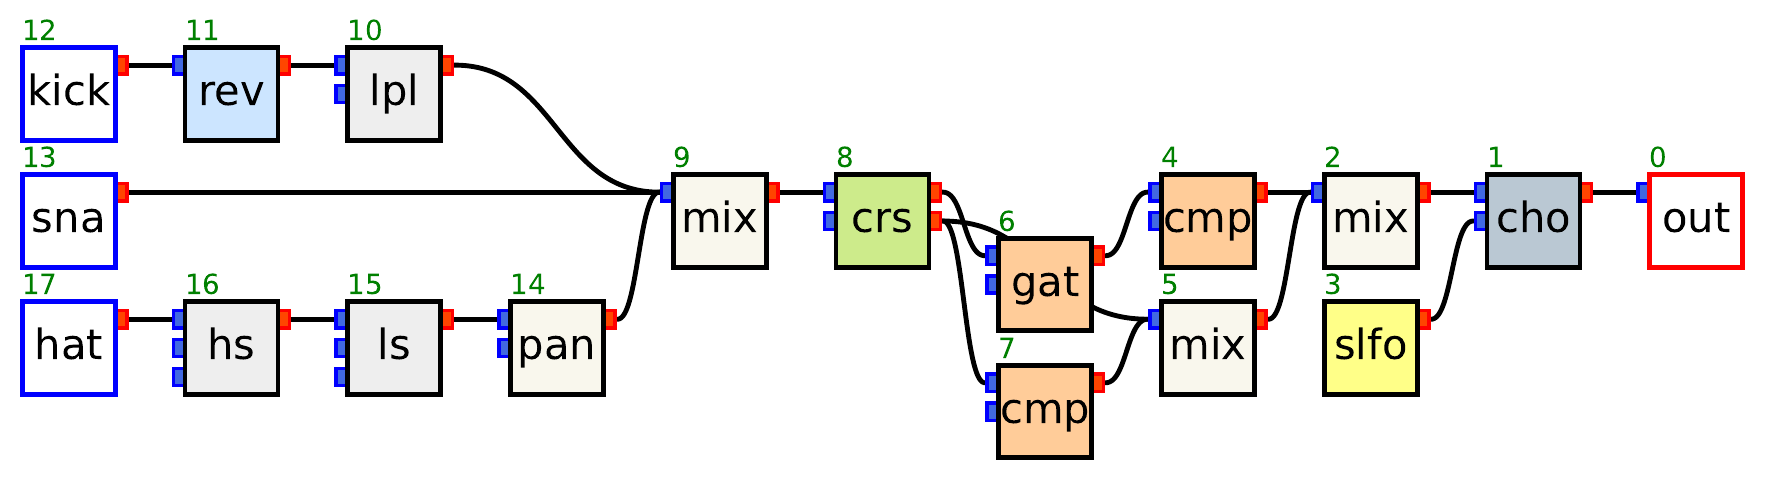 12 11 10
kick rev lpl
13 9 8 4 2 1 0
sna mix crs cmp mix cho out
6
gat
17 16 15 14 5 3
hat hs ls pan mix slfo
7
cmp